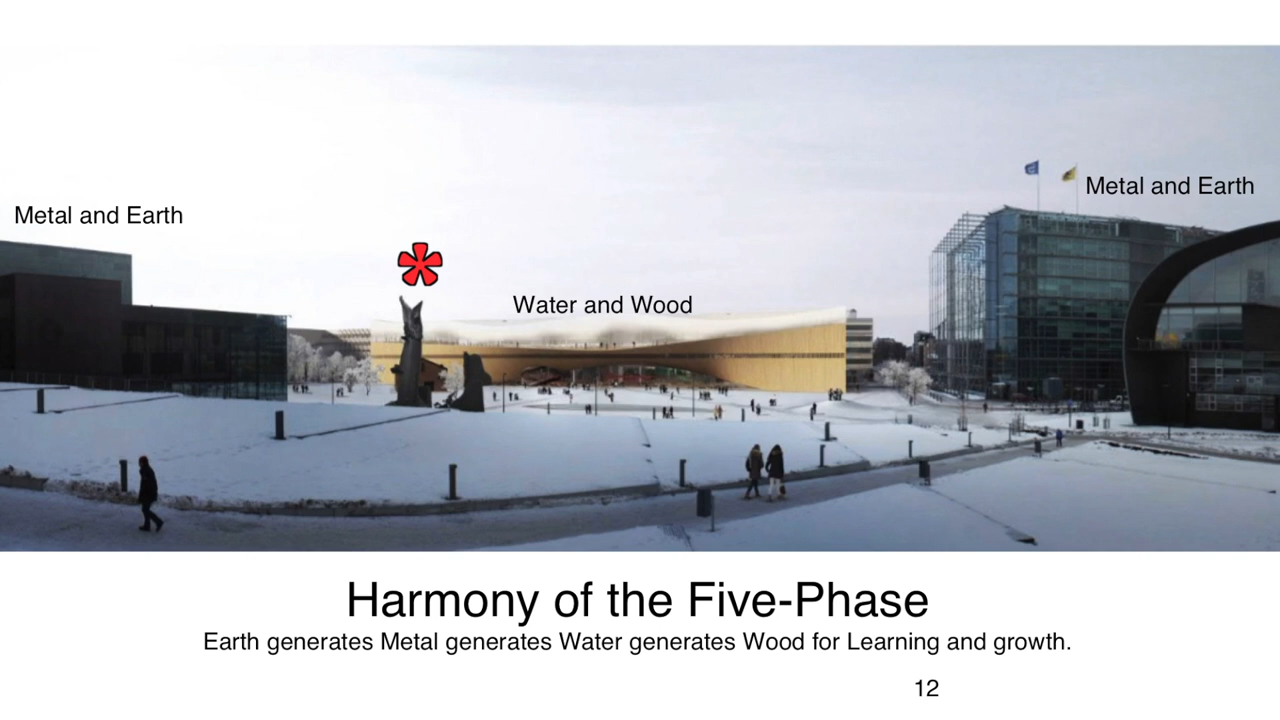 Metal and Earth
Metal and Earth
Water and Wood
Harmony of the Five-Phase
Earth generates Metal generates Water generates Wood for Learning and growth.
12